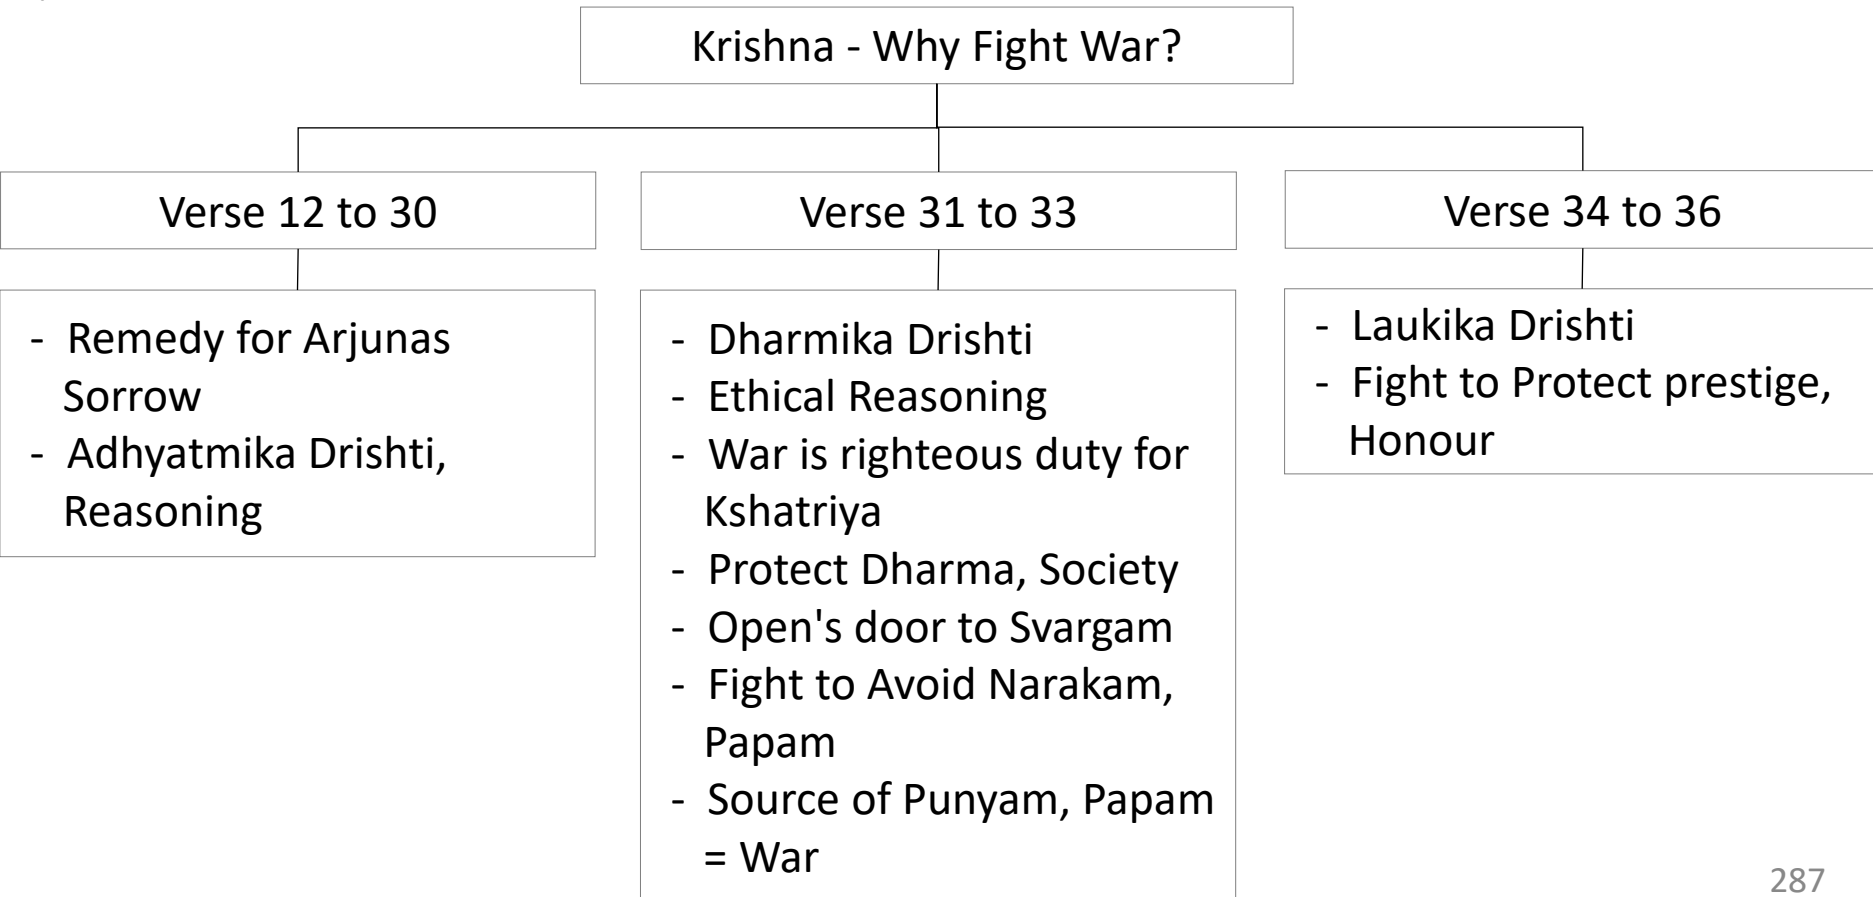 Krishna - Why Fight War?
Verse 12 to 30
- Remedy for Arjunas
Sorrow
- Adhyatmika Drishti,
Reasoning
Verse 31 to 33
- Dharmika Drishti
- Ethical Reasoning
- War is righteous duty for
Kshatriya
- Protect Dharma, Society
- Open's door to Svargam
- Fight to Avoid Narakam,
Papam
- Source of Punyam, Papam
= War
Verse 34 to 36
- Laukika Drishti
- Fight to Protect prestige,
Honour
287